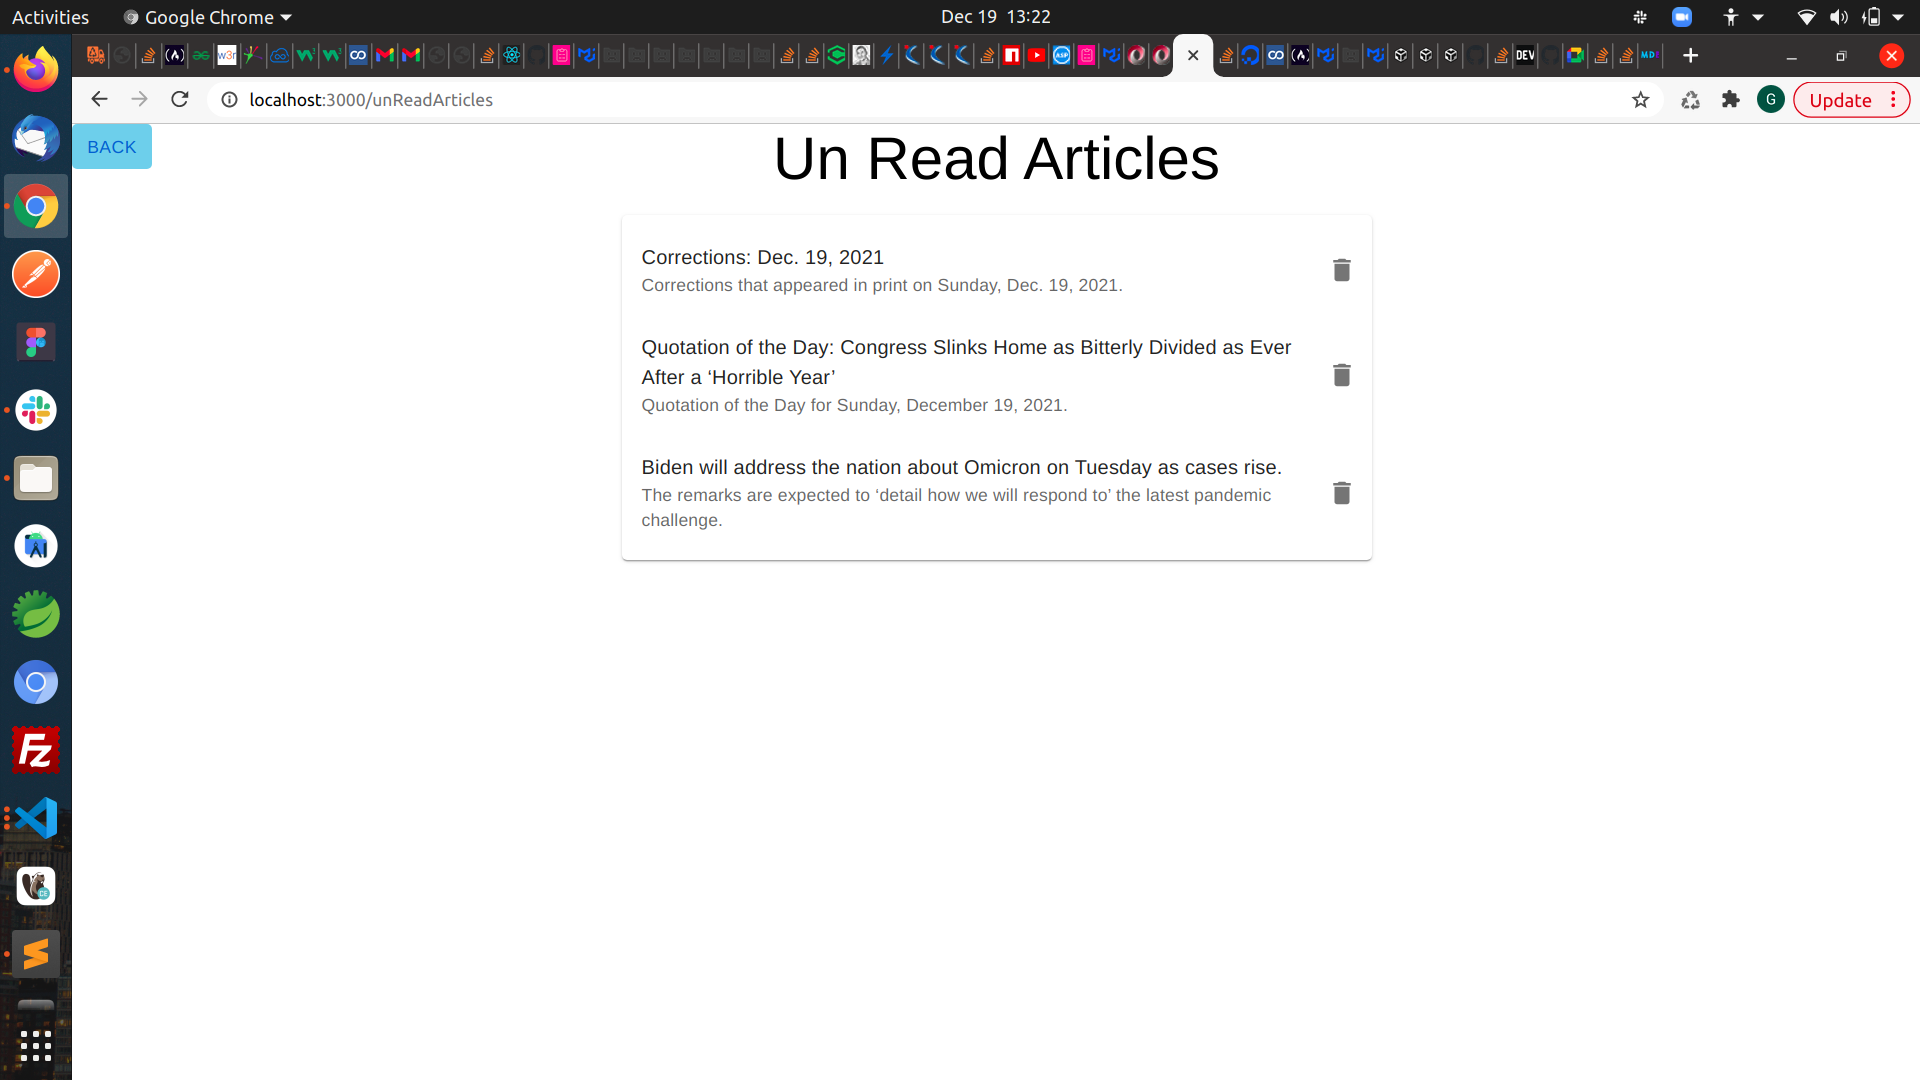 Activities
Google Chrome
Dec 19 13:22
w3r
DEV
localhost:3000/unReadArticles
G
Update
BACK
Un Read Articles
Corrections: Dec. 19, 2021
Corrections that appeared in print on Sunday, Dec. 19, 2021.
Quotation of the Day: Congress Slinks Home as Bitterly Divided as Ever
After a ‘Horrible Year’
Quotation of the Day for Sunday, December 19, 2021.
Biden will address the nation about Omicron on Tuesday as cases rise.
The remarks are expected to ‘detail how we will respond to’ the latest pandemic
challenge.
Fz